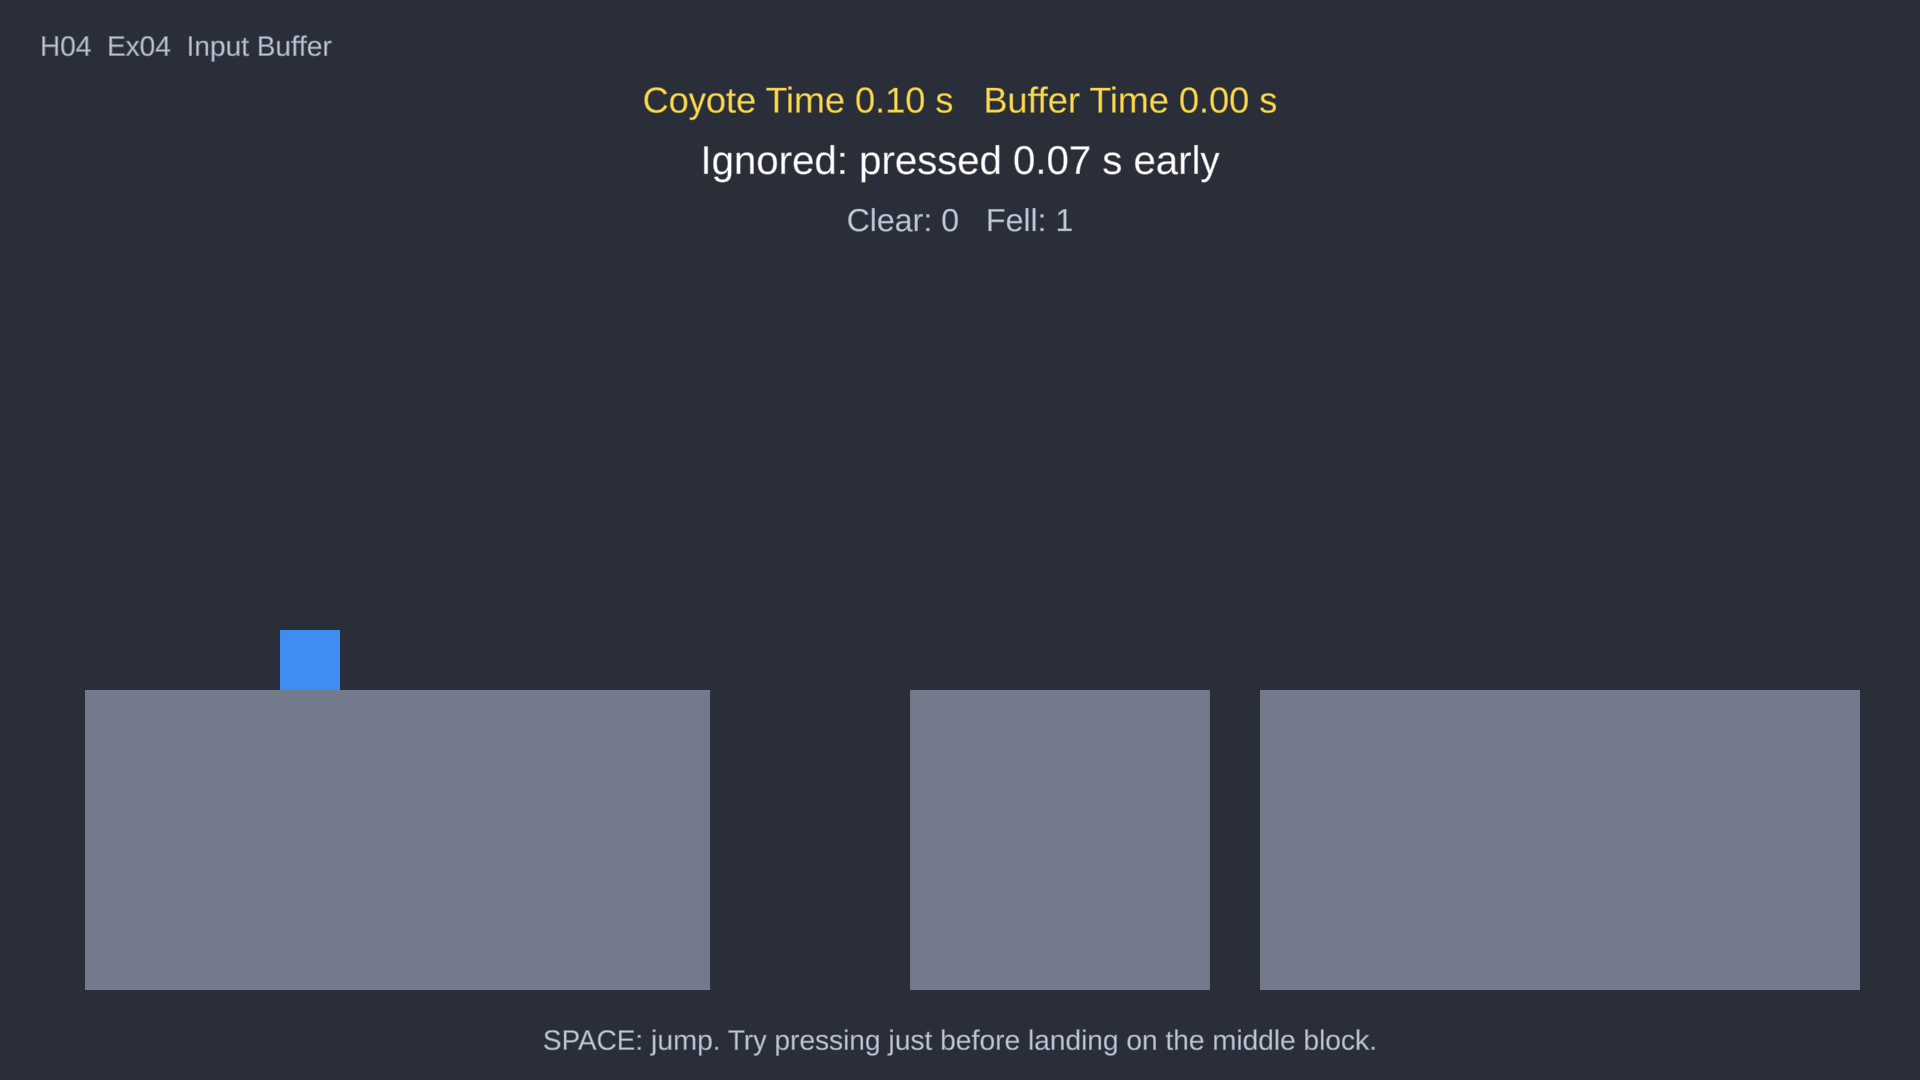 H04 Ex04 Input Buffer
Coyote Time 0.10 s Buffer Time 0.00 s
Ignored: pressed 0.07 s early
Clear: 0 Fell: 1
SPACE: jump. Try pressing just before landing on the middle block.